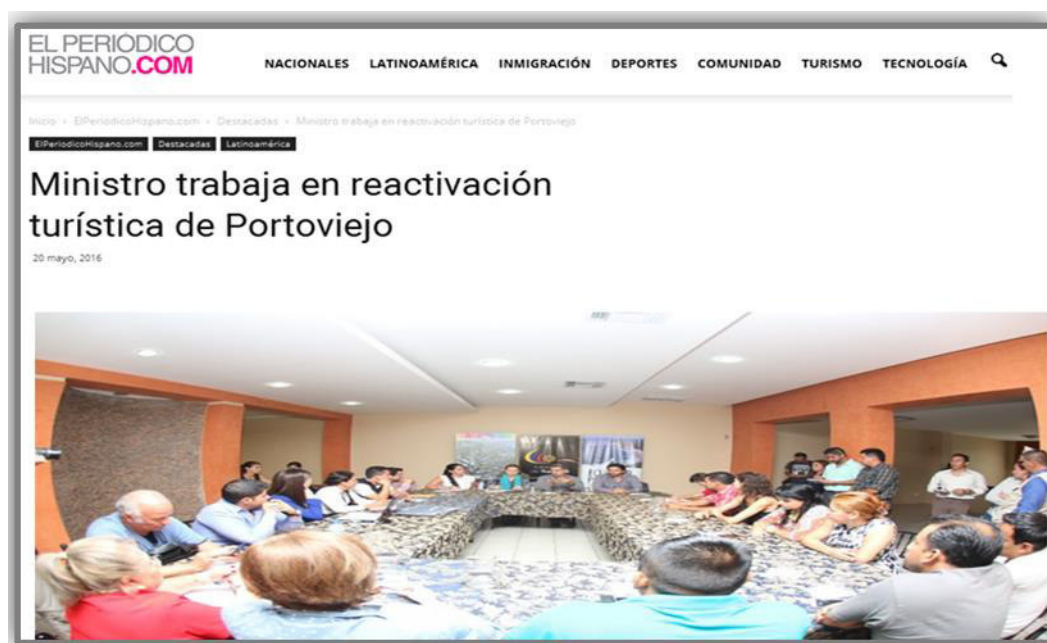 EL PERIÓDICO
HISPANO.COM
NACIONALES LATINOAMÉRICA INMIGRACIÓN DEPORTES COMUNIDAD TURISMO TECNOLOGÍA
Inicio › ElPeriodicoHispano.com › Destacadas › Ministro trabaja en reactivación turística de Portoviejo
ElPeriodicoHispano.com Destacadas Latinoamérica
Ministro trabaja en reactivación
turística de Portoviejo
20 mayo, 2016